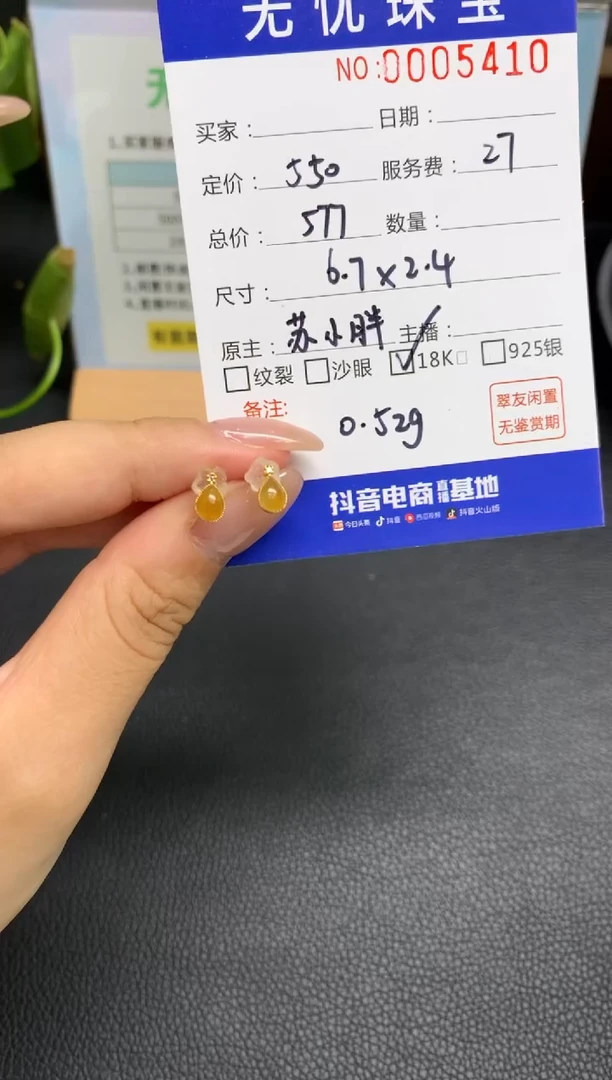 无忧珠宝
NO:0005410
买家：
日期：
定价：550
服务费：27
总价：577
数量：
尺寸：6.7×2.4
原主：苏小胖
主播：
纹裂 沙眼 ✓18K 925银
备注：
0.52g
翠友闲置
无鉴赏期
抖音电商直播基地
今日头条 抖音 西瓜视频 抖音火山版